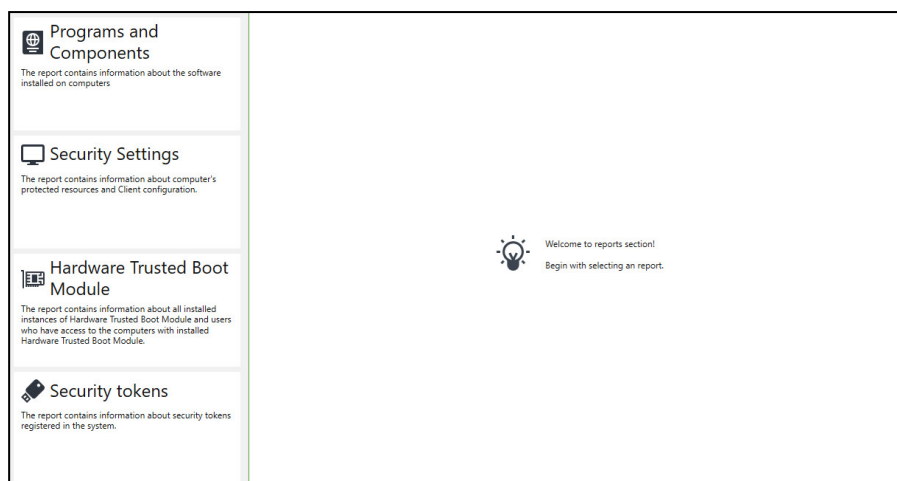 Programs and
Components
The report contains information about the software
installed on computers
Security Settings
The report contains information about computer's
protected resources and Client configuration.
Hardware Trusted Boot
Module
The report contains information about all installed
instances of Hardware Trusted Boot Module and users
who have access to the computers with installed
Hardware Trusted Boot Module.
Security tokens
The report contains information about security tokens
registered in the system.
Welcome to reports section!
Begin with selecting an report.